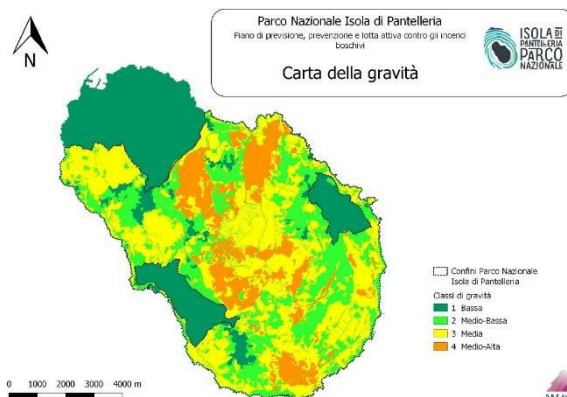 Parco Nazionale Isola di Pantelleria
Piano di previsione, prevenzione e lotta attiva contro gli incendi
boschivi
Carta della gravità
ISOLA DI
PANTELLERIA
PARCO
NAZIONALE
N
Confini Parco Nazionale
Isola di Pantelleria
Classi di gravità
1 Bassa
2 Medio-Bassa
3 Media
4 Medio-Alta
0 1000 2000 3000 4000 m